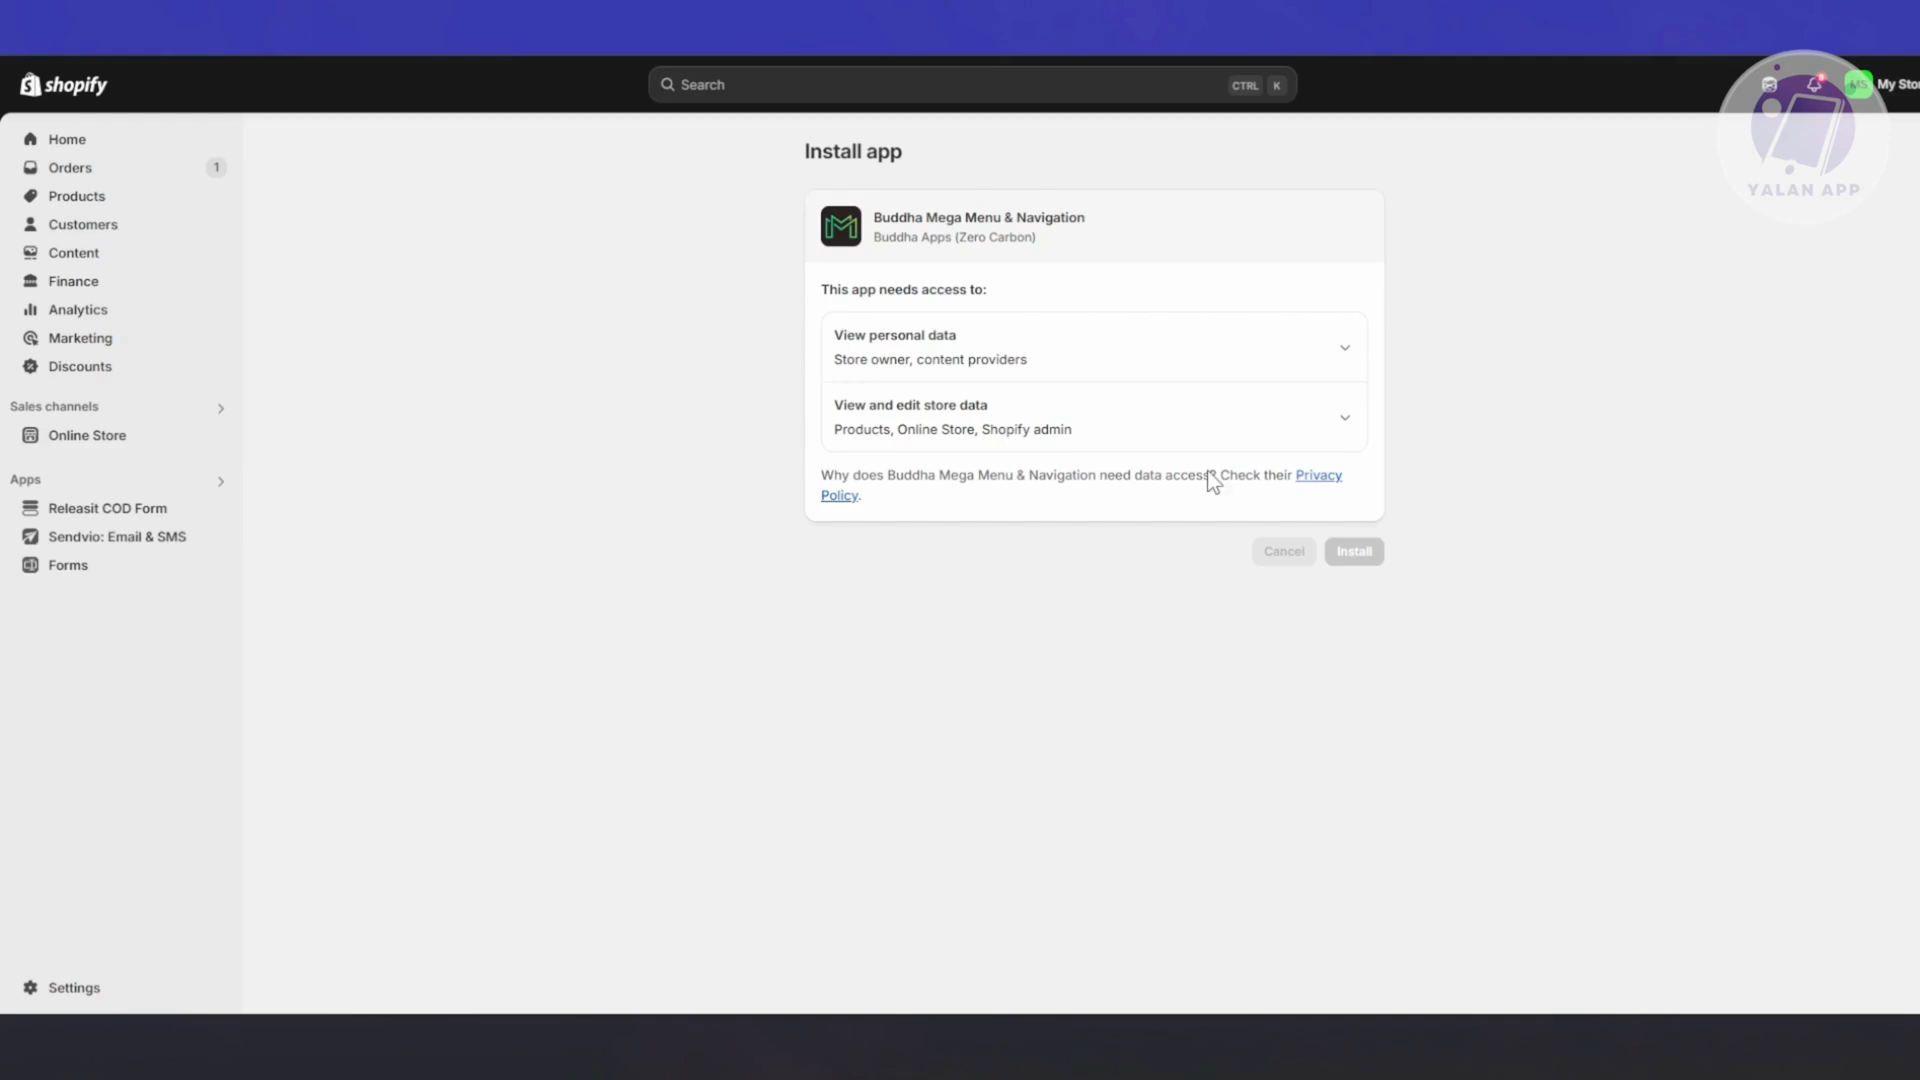 shopify
Search
CTRL K
MS
My Sto
YALAN APP
Home
Orders
1
Products
Customers
Content
Finance
Analytics
Marketing
Discounts
Sales channels
Online Store
Apps
Releasit COD Form
Sendvio: Email & SMS
Forms
Settings
Install app
Buddha Mega Menu & Navigation
Buddha Apps (Zero Carbon)
This app needs access to:
View personal data
Store owner, content providers
View and edit store data
Products, Online Store, Shopify admin
Why does Buddha Mega Menu & Navigation need data access? Check their Privacy
Policy.
Cancel
Install